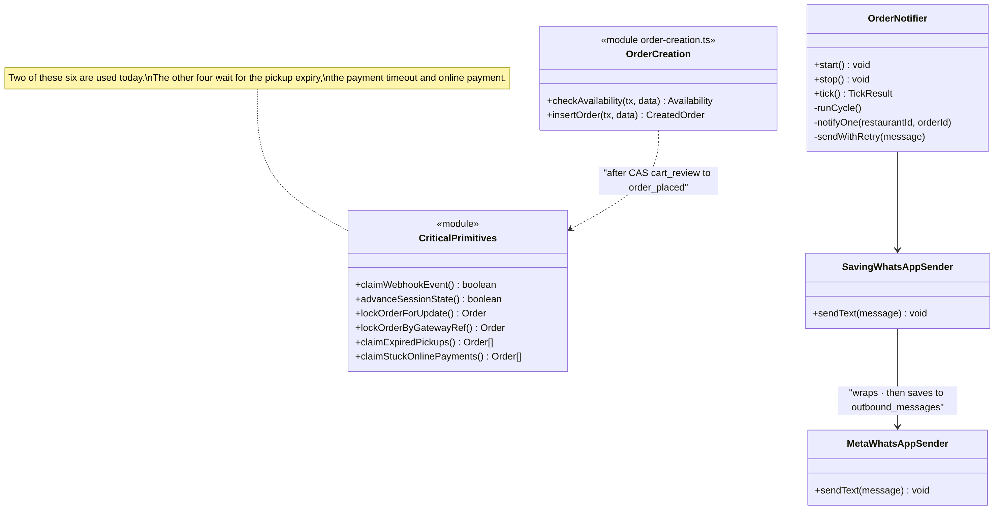 Two of these six are used today.\nThe other four wait for the pickup expiry,\nthe payment timeout and online payment.
«module order-creation.ts»
OrderCreation
+checkAvailability(tx, data) : Availability
+insertOrder(tx, data) : CreatedOrder
"after CAS cart_review to
order_placed"
«module»
CriticalPrimitives
+claimWebhookEvent() : boolean
+advanceSessionState() : boolean
+lockOrderForUpdate() : Order
+lockOrderByGatewayRef() : Order
+claimExpiredPickups() : Order[]
+claimStuckOnlinePayments() : Order[]
OrderNotifier
+start() : void
+stop() : void
+tick() : TickResult
-runCycle()
-notifyOne(restaurantId, orderId)
-sendWithRetry(message)
SavingWhatsAppSender
+sendText(message) : void
"wraps · then saves to
outbound_messages"
MetaWhatsAppSender
+sendText(message) : void